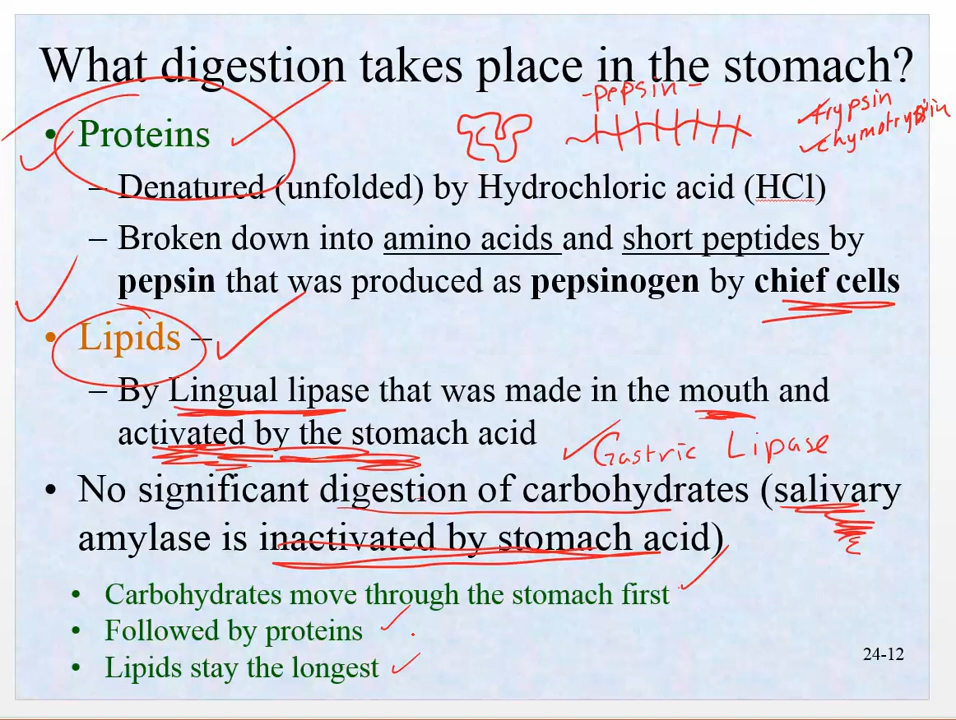 What digestion takes place in the stomach?
-pepsin-
trypsin
chymotrypsin
• Proteins
– Denatured (unfolded) by Hydrochloric acid (HCl)
– Broken down into amino acids and short peptides by
pepsin that was produced as pepsinogen by chief cells
• Lipids –
– By Lingual lipase that was made in the mouth and
activated by the stomach acid
Gastric Lipase
• No significant digestion of carbohydrates (salivary
amylase is inactivated by stomach acid)
• Carbohydrates move through the stomach first
• Followed by proteins
• Lipids stay the longest
24-12